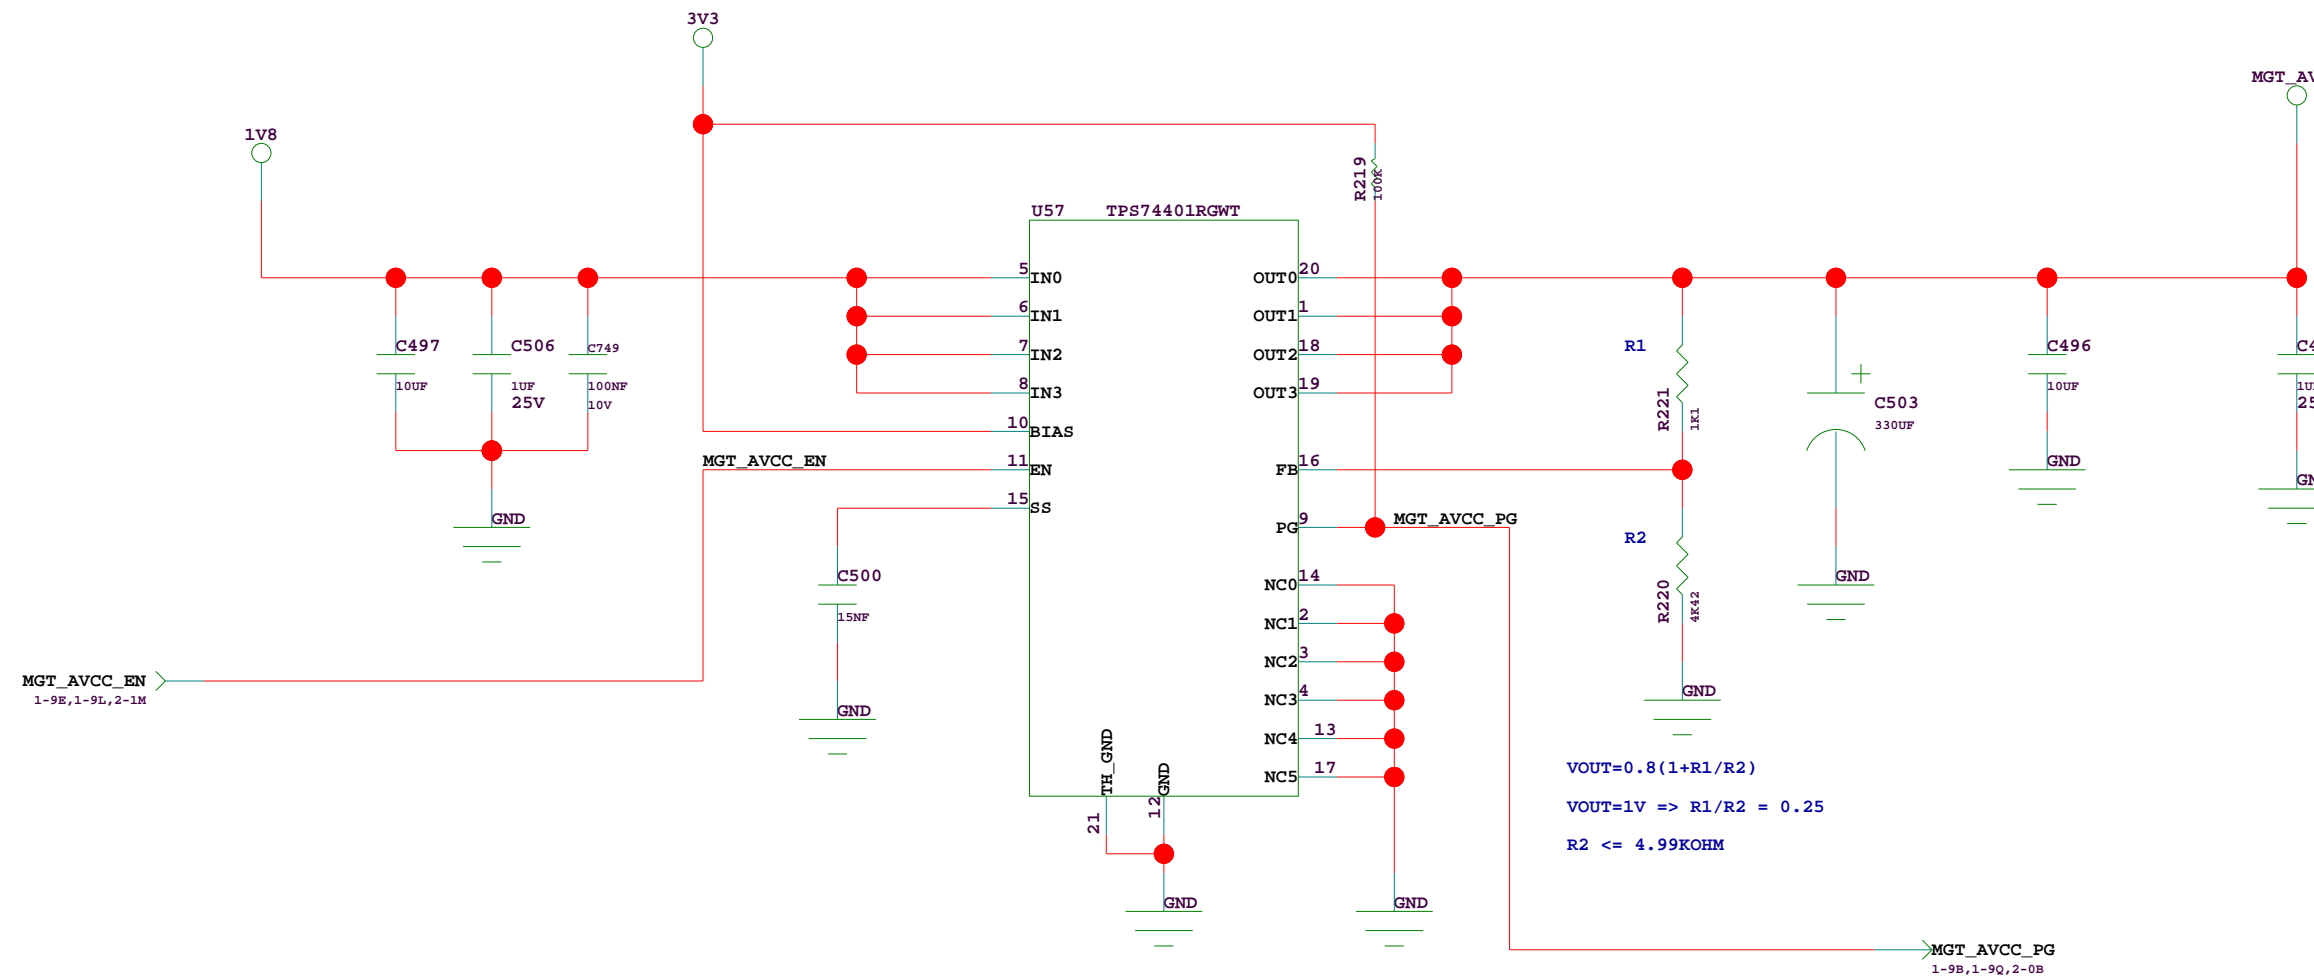 3V3
MGT_AV
1V8
R219
100K
U57 TPS74401RGWT
5 IN0
6 IN1
7 IN2
8 IN3
10 BIAS
11 EN
15 SS
OUT0 20
OUT1 1
OUT2 18
OUT3 19
FB 16
PG 9
NC0 14
NC1 2
NC2 3
NC3 4
NC4 13
NC5 17
TH_GND
21
GND
12
C497
10UF
C506
1UF
25V
C749
100NF
10V
GND
MGT_AVCC_EN
C500
15NF
GND
MGT_AVCC_EN
1-9E,1-9L,2-1M
GND
GND
MGT_AVCC_PG
R1
R221
1K1
R2
R220
4K42
GND
C503
330UF
GND
C496
10UF
GND
C4
1U
25
GN
VOUT=0.8(1+R1/R2)
VOUT=1V => R1/R2 = 0.25
R2 <= 4.99KOHM
MGT_AVCC_PG
1-9B,1-9Q,2-0B